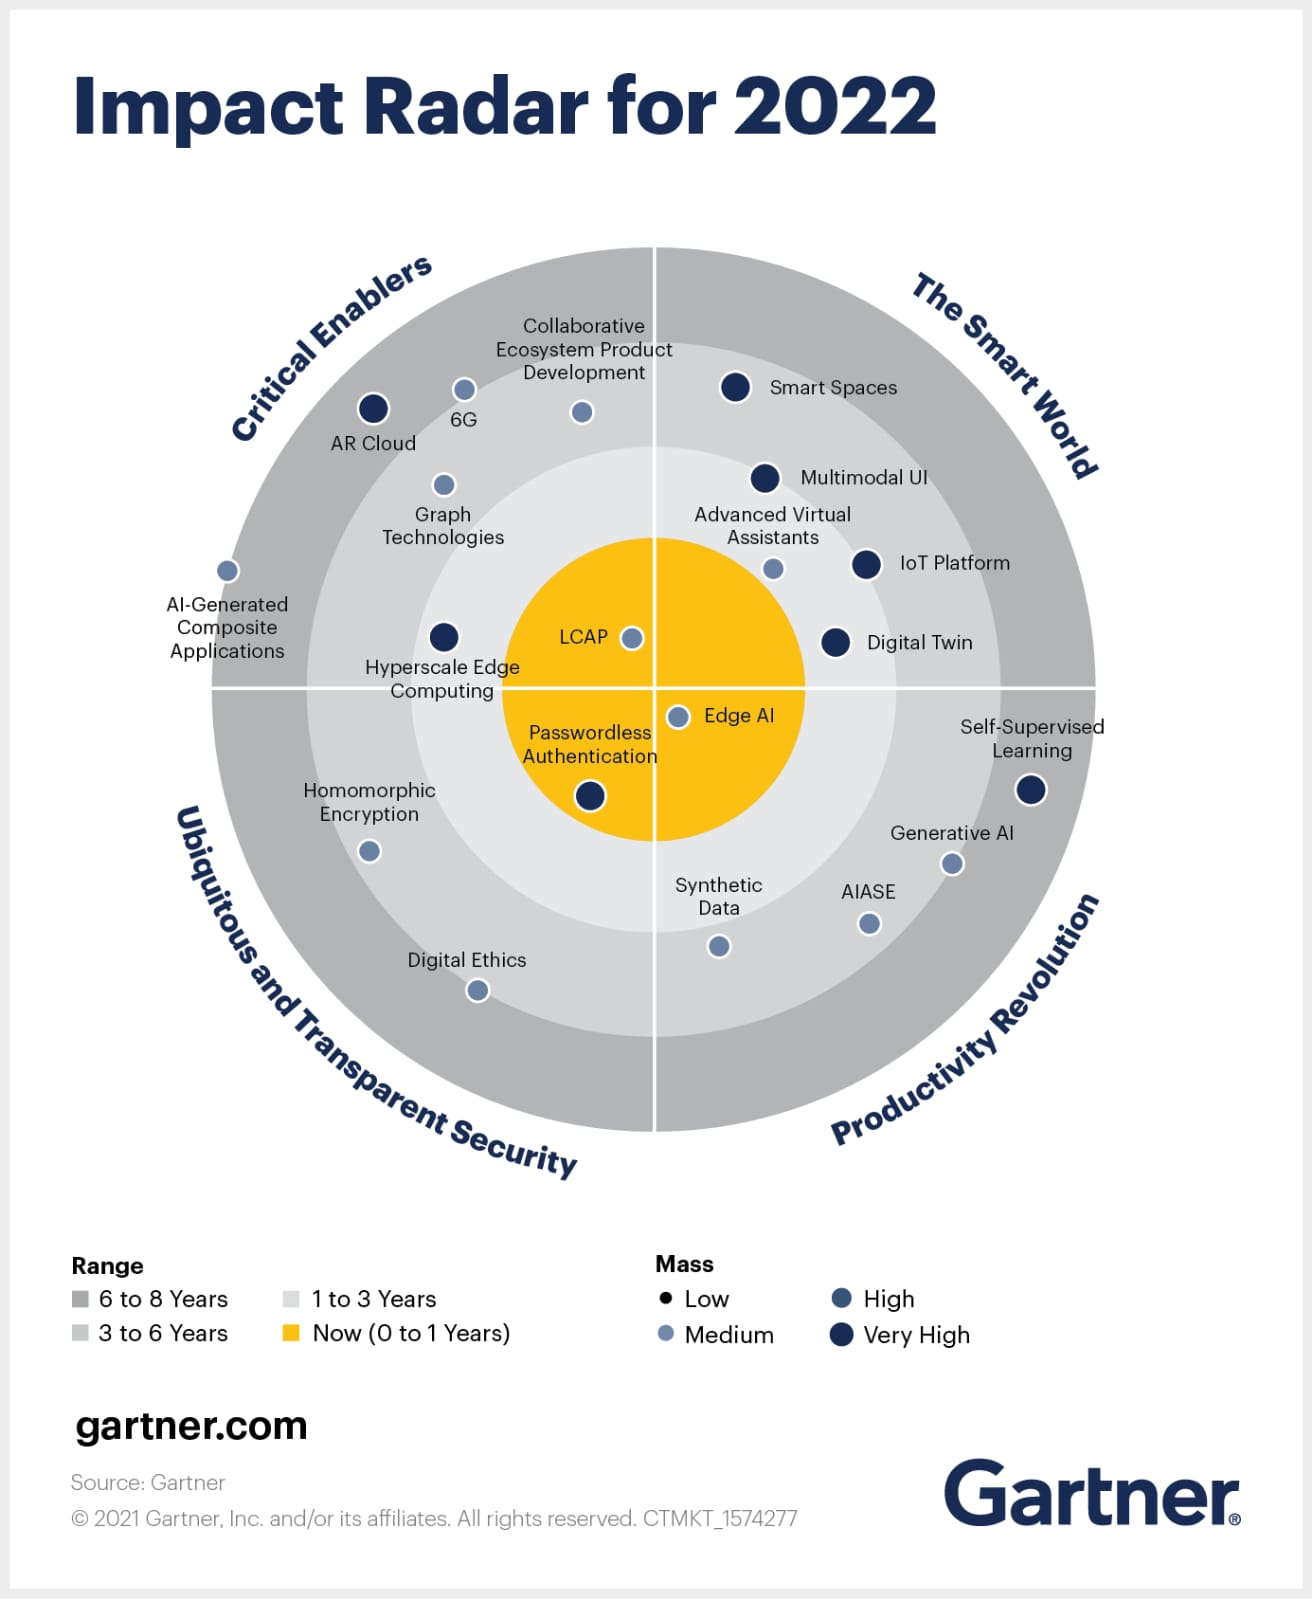 Impact Radar for 2022
Critical Enablers
The Smart World
Collaborative
Ecosystem Product
Development
6G
AR Cloud
Graph
Technologies
AI-Generated
Composite
Applications
Hyperscale Edge
Computing
LCAP
Smart Spaces
Multimodal UI
Advanced Virtual
Assistants
IoT Platform
Digital Twin
Passwordless
Authentication
Homomorphic
Encryption
Digital Ethics
Ubiquitous and Transparent Security
Edge AI
Self-Supervised
Learning
Generative AI
AIASE
Synthetic
Data
Productivity Revolution
Range
6 to 8 Years
1 to 3 Years
3 to 6 Years
Now (0 to 1 Years)
Mass
Low
High
Medium
Very High
gartner.com
Source: Gartner
© 2021 Gartner, Inc. and/or its affiliates. All rights reserved. CTMKT_1574277
Gartner®